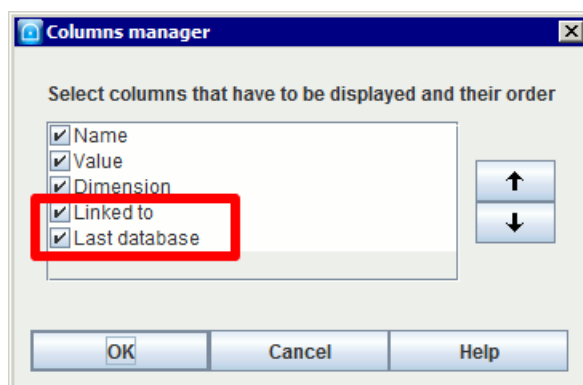 Columns manager
Select columns that have to be displayed and their order
Name
Value
Dimension
Linked to
Last database
OK
Cancel
Help